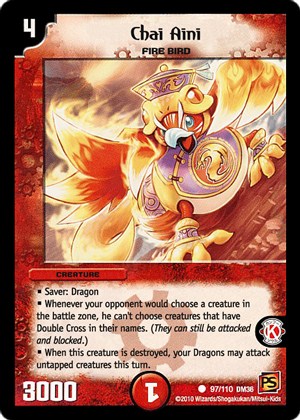 4
Chai Aini
FIRE BIRD
CREATURE
■ Saver: Dragon
■ Whenever your opponent would choose a creature in
the battle zone, he can't choose creatures that have
Double Cross in their names. (They can still be attacked
and blocked.)
■ When this creature is destroyed, your Dragons may attack
untapped creatures this turn.
K
3000
1
● 97/110 DM38
PS
©2010 Wizards/Shogakukan/Mitsui-Kids